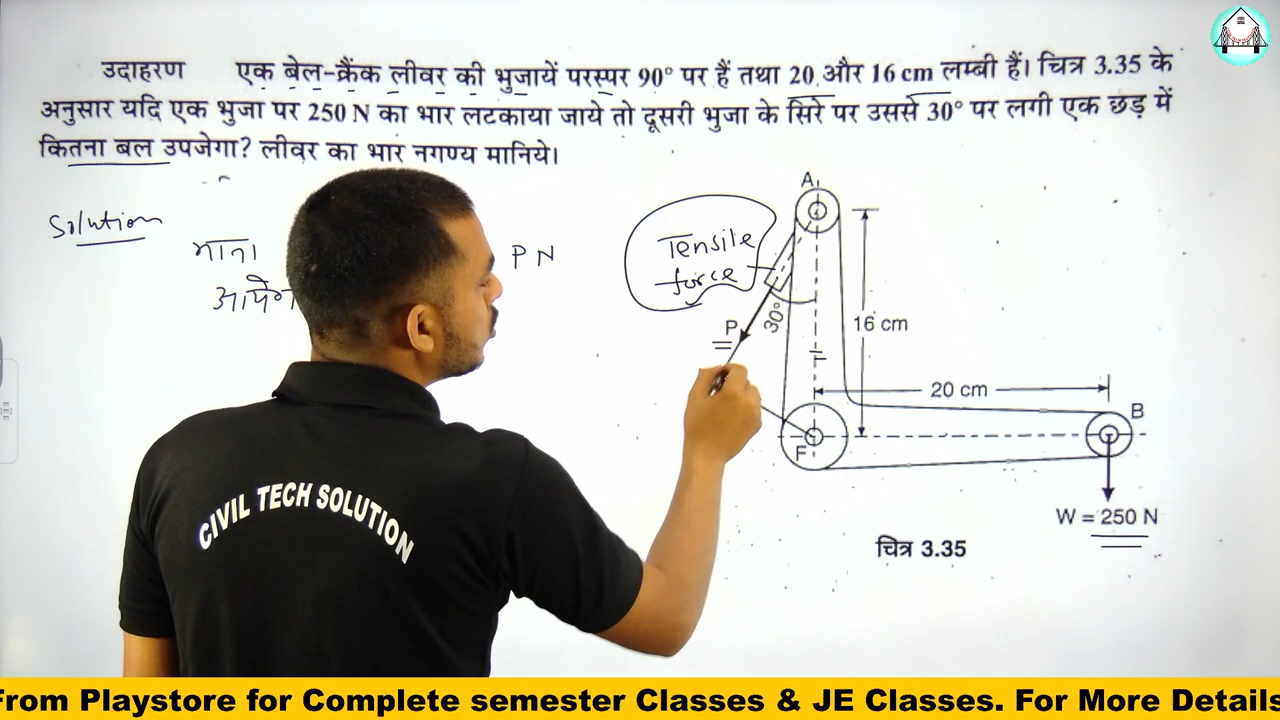 उदाहरण एक बेल-क्रैंक लीवर की भुजायें परस्पर 90° पर हैं तथा 20 और 16 cm लम्बी हैं। चित्र 3.35 के
अनुसार यदि एक भुजा पर 250 N का भार लटकाया जाये तो दूसरी भुजा के सिरे पर उससे 30° पर लगी एक छड़ में
कितना बल उपजेगा? लीवर का भार नगण्य मानिये।
Solution
माना
P N
Tensile
force
A
P
30°
16 cm
20 cm
B
F
W = 250 N
चित्र 3.35
CIVIL TECH SOLUTION
From Playstore for Complete semester Classes & JE Classes. For More Details